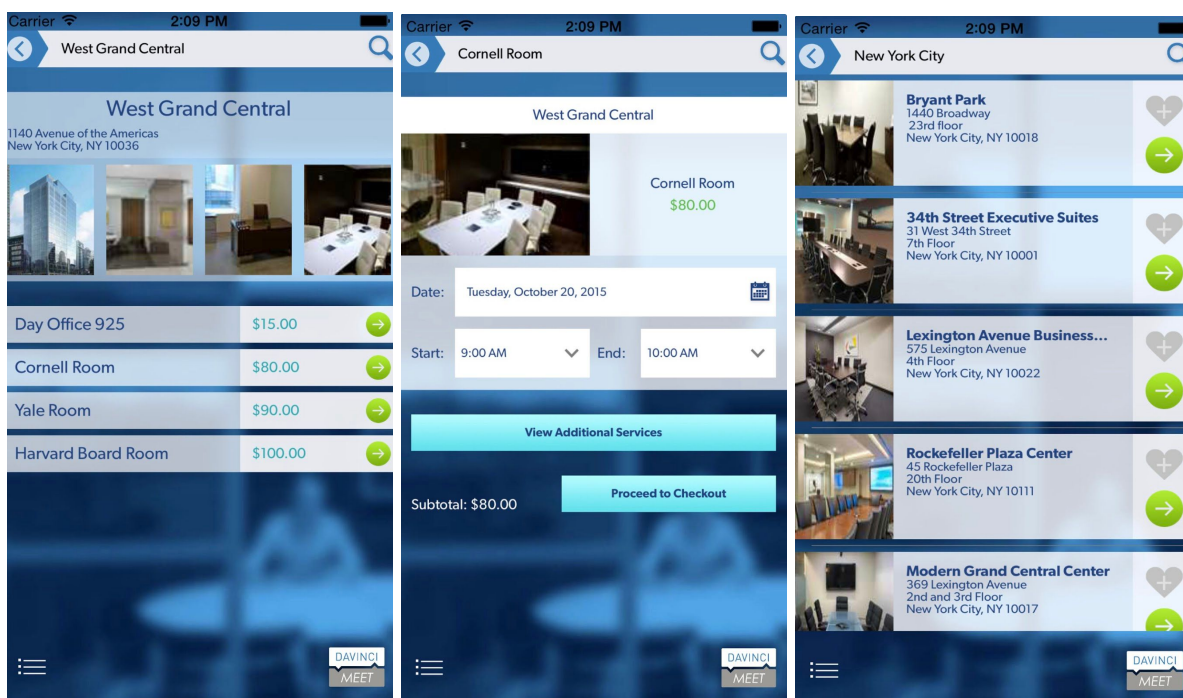 Carrier 2:09 PM
West Grand Central
West Grand Central
1140 Avenue of the Americas
New York City, NY 10036
Day Office 925 $15.00
Cornell Room $80.00
Yale Room $90.00
Harvard Board Room $100.00
DAVINCI
MEET
Carrier 2:09 PM
Cornell Room
West Grand Central
Cornell Room
$80.00
Date: Tuesday, October 20, 2015
Start: 9:00 AM End: 10:00 AM
View Additional Services
Subtotal: $80.00 Proceed to Checkout
DAVINCI
MEET
Carrier 2:09 PM
New York City
Bryant Park
1440 Broadway
23rd floor
New York City, NY 10018
34th Street Executive Suites
31 West 34th Street
7th Floor
New York City, NY 10001
Lexington Avenue Business...
575 Lexington Avenue
4th Floor
New York City, NY 10022
Rockefeller Plaza Center
45 Rockefeller Plaza
20th Floor
New York City, NY 10111
Modern Grand Central Center
369 Lexington Avenue
2nd and 3rd Floor
New York City, NY 10017
DAVINCI
MEET